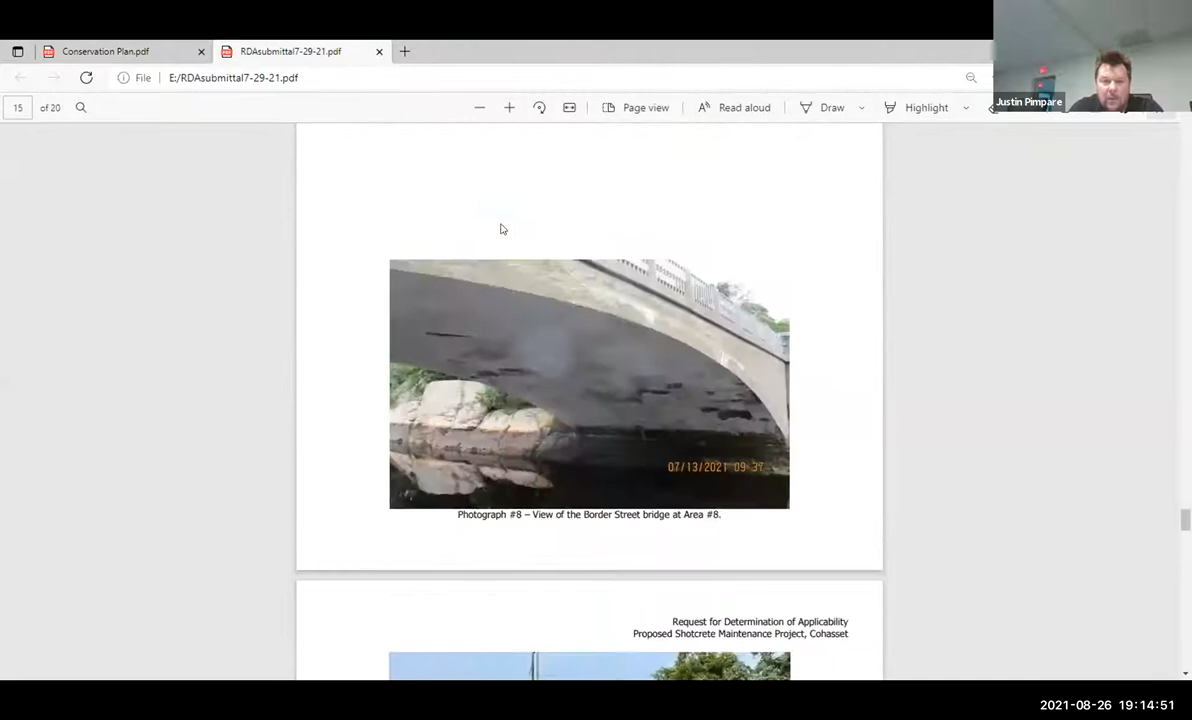 Conservation Plan.pdf
RDAsubmittal7-29-21.pdf
File
E:/RDAsubmittal7-29-21.pdf
15 of 20
Page view
Read aloud
Draw
Highlight
Justin Pimpare
07/13/2021 09:37
Photograph #8 – View of the Border Street bridge at Area #8.
Request for Determination of Applicability
Proposed Shotcrete Maintenance Project, Cohasset
2021-08-26 19:14:51